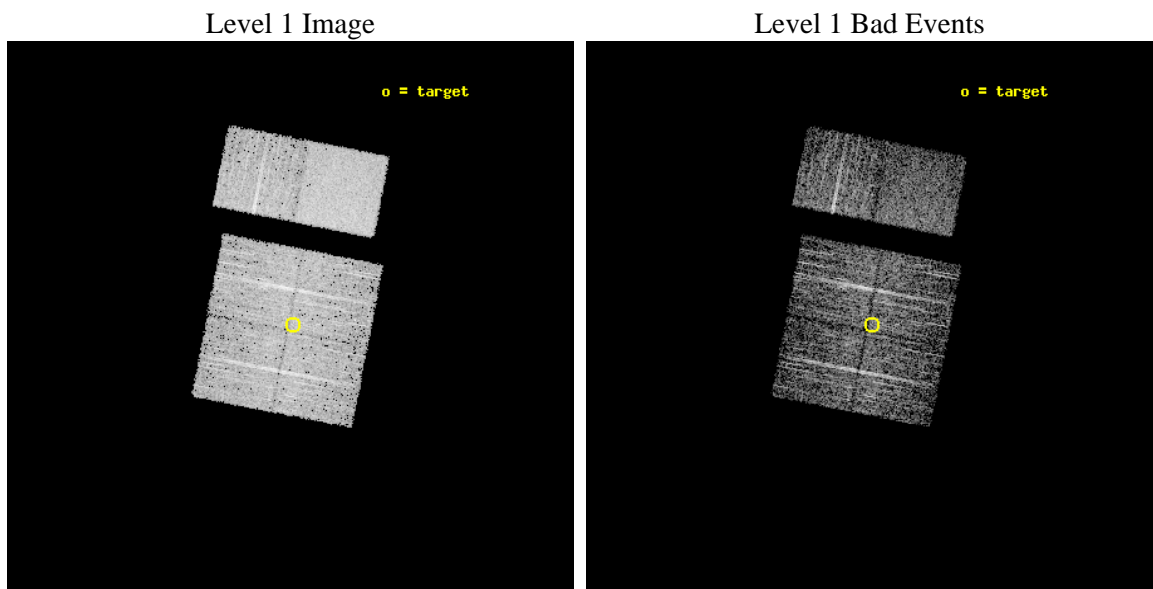 Level 1 Image
Level 1 Bad Events
o = target
o = target